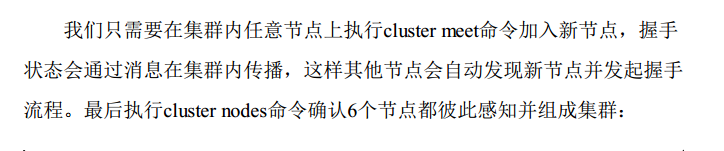 我们只需要在集群内任意节点上执行cluster meet命令加入新节点，握手
状态会通过消息在集群内传播，这样其他节点会自动发现新节点并发起握手
流程。最后执行cluster nodes命令确认6个节点都彼此感知并组成集群：